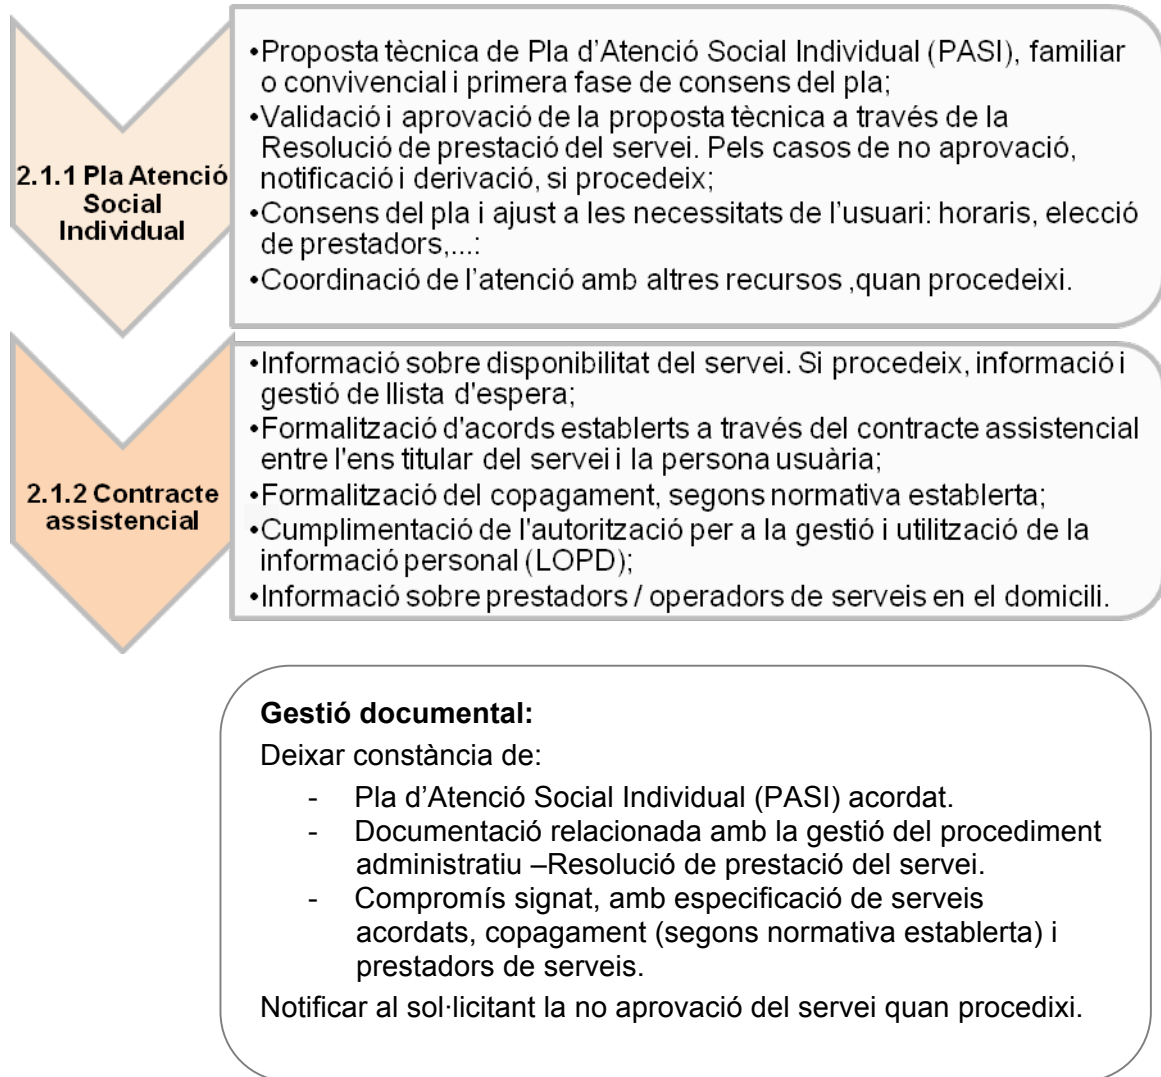 2.1.1 Pla Atenció
Social
Individual
•Proposta tècnica de Pla d'Atenció Social Individual (PASI), familiar
o convivencial i primera fase de consens del pla;
•Validació i aprovació de la proposta tècnica a través de la
Resolució de prestació del servei. Pels casos de no aprovació,
notificació i derivació, si procedeix;
•Consens del pla i ajust a les necessitats de l'usuari: horaris, elecció
de prestadors,...:
•Coordinació de l'atenció amb altres recursos ,quan procedeixi.
2.1.2 Contracte
assistencial
•Informació sobre disponibilitat del servei. Si procedeix, informació i
gestió de llista d'espera;
•Formalització d'acords establerts a través del contracte assistencial
entre l'ens titular del servei i la persona usuària;
•Formalització del copagament, segons normativa establerta;
•Cumplimentació de l'autorització per a la gestió i utilització de la
informació personal (LOPD);
•Informació sobre prestadors / operadors de serveis en el domicili.
Gestió documental:
Deixar constància de:
- Pla d'Atenció Social Individual (PASI) acordat.
- Documentació relacionada amb la gestió del procediment
administratiu –Resolució de prestació del servei.
- Compromís signat, amb especificació de serveis
acordats, copagament (segons normativa establerta) i
prestadors de serveis.
Notificar al sol·licitant la no aprovació del servei quan procedixi.